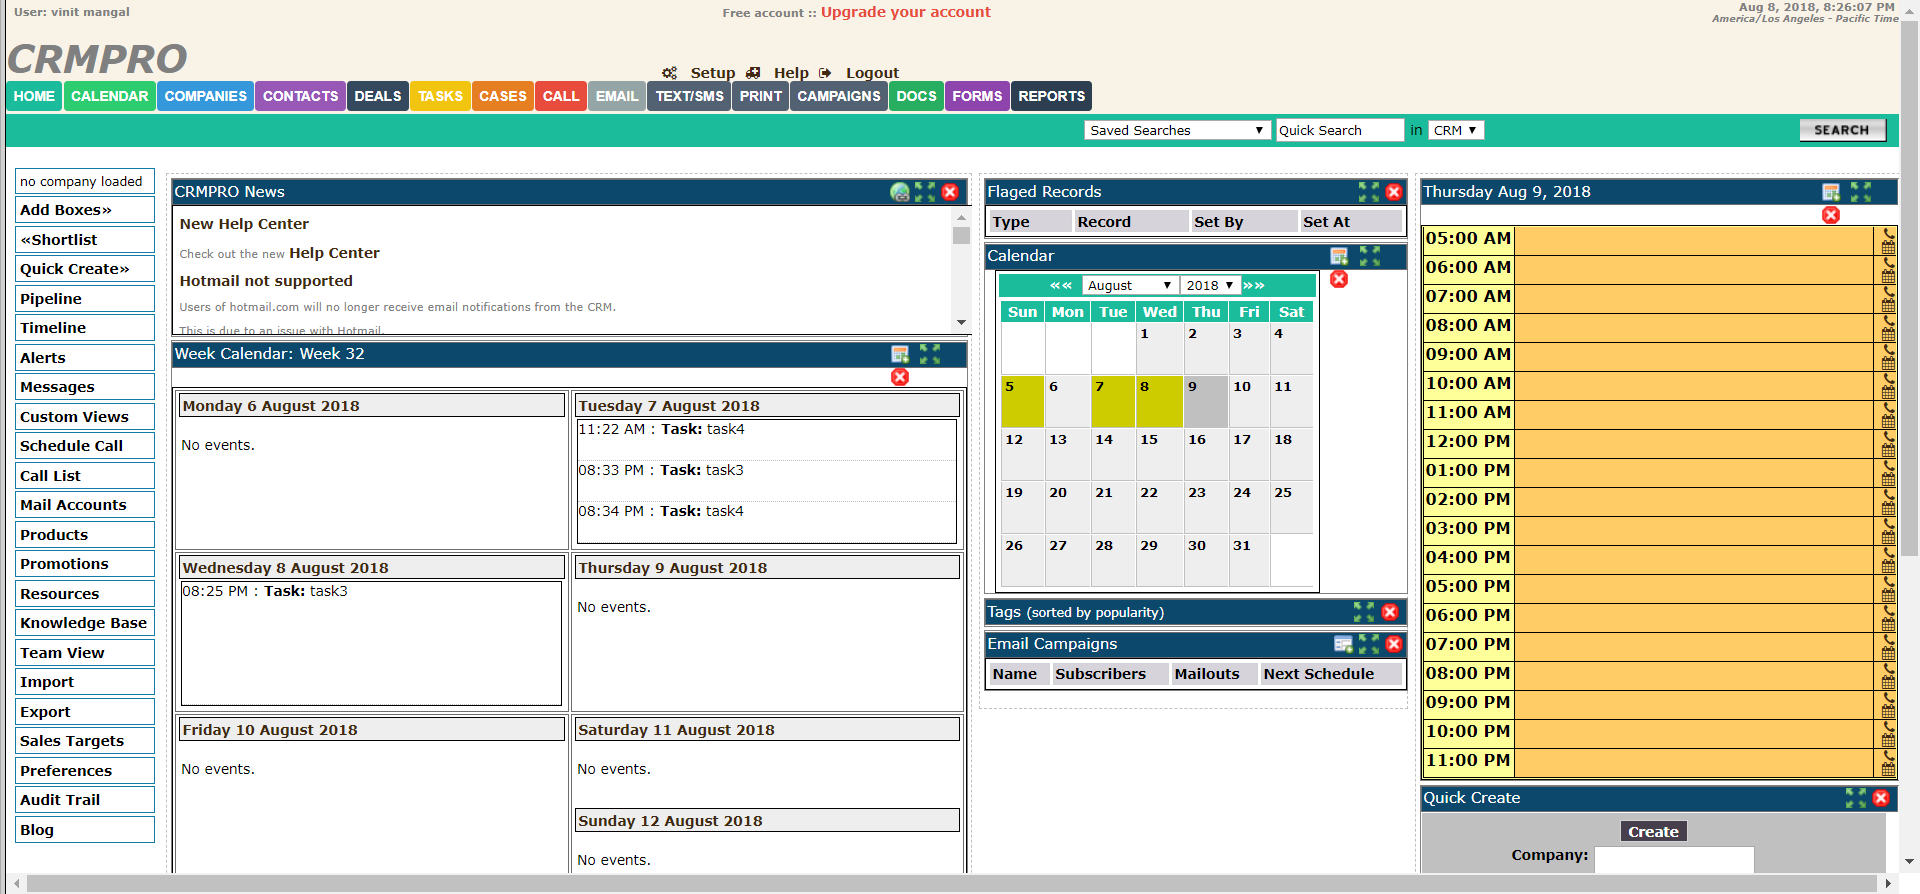 User: vinit mangal
Free account :: Upgrade your account
Aug 8, 2018, 8:26:07 PM
America/Los Angeles - Pacific Time
CRMPRO
Setup Help Logout
HOME CALENDAR COMPANIES CONTACTS DEALS TASKS CASES CALL EMAIL TEXT/SMS PRINT CAMPAIGNS DOCS FORMS REPORTS
Saved Searches Quick Search in CRM SEARCH
no company loaded
Add Boxes»
«Shortlist
Quick Create»
Pipeline
Timeline
Alerts
Messages
Custom Views
Schedule Call
Call List
Mail Accounts
Products
Promotions
Resources
Knowledge Base
Team View
Import
Export
Sales Targets
Preferences
Audit Trail
Blog
CRMPRO News
New Help Center
Check out the new Help Center
Hotmail not supported
Users of hotmail.com will no longer receive email notifications from the CRM.
This is due to an issue with Hotmail.
Week Calendar: Week 32
Monday 6 August 2018
No events.
Tuesday 7 August 2018
11:22 AM : Task: task4
08:33 PM : Task: task3
08:34 PM : Task: task4
Wednesday 8 August 2018
08:25 PM : Task: task3
Thursday 9 August 2018
No events.
Friday 10 August 2018
No events.
Saturday 11 August 2018
No events.
Sunday 12 August 2018
No events.
Flaged Records
Type Record Set By Set At
Calendar
«« August 2018 »»
Sun Mon Tue Wed Thu Fri Sat
1 2 3 4
5 6 7 8 9 10 11
12 13 14 15 16 17 18
19 20 21 22 23 24 25
26 27 28 29 30 31
Tags (sorted by popularity)
Email Campaigns
Name Subscribers Mailouts Next Schedule
Thursday Aug 9, 2018
05:00 AM
06:00 AM
07:00 AM
08:00 AM
09:00 AM
10:00 AM
11:00 AM
12:00 PM
01:00 PM
02:00 PM
03:00 PM
04:00 PM
05:00 PM
06:00 PM
07:00 PM
08:00 PM
09:00 PM
10:00 PM
11:00 PM
Quick Create
Create
Company: